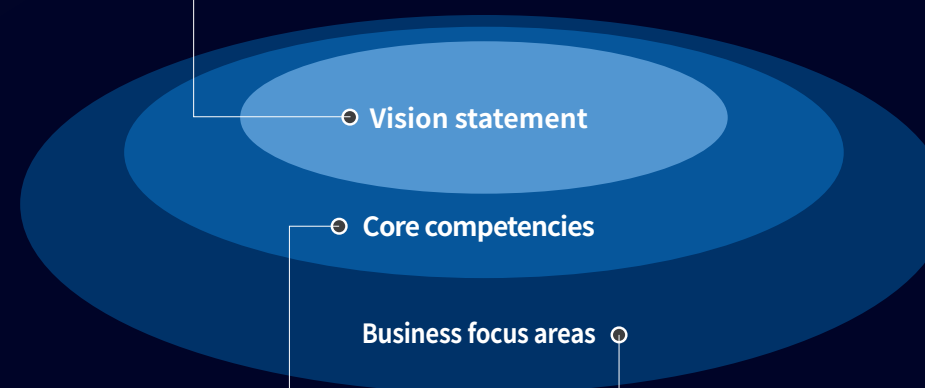 Vision statement
Core competencies
Business focus areas